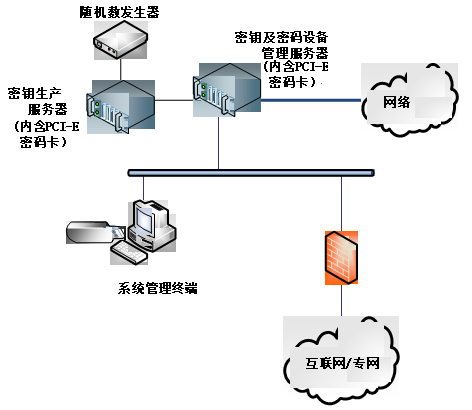 随机数发生器
密钥及密码设备
管理服务器
（内含PCI-E
密码卡）
密钥生产
服务器
（内含PCI-E
密码卡）
网络
系统管理终端
互联网/专网